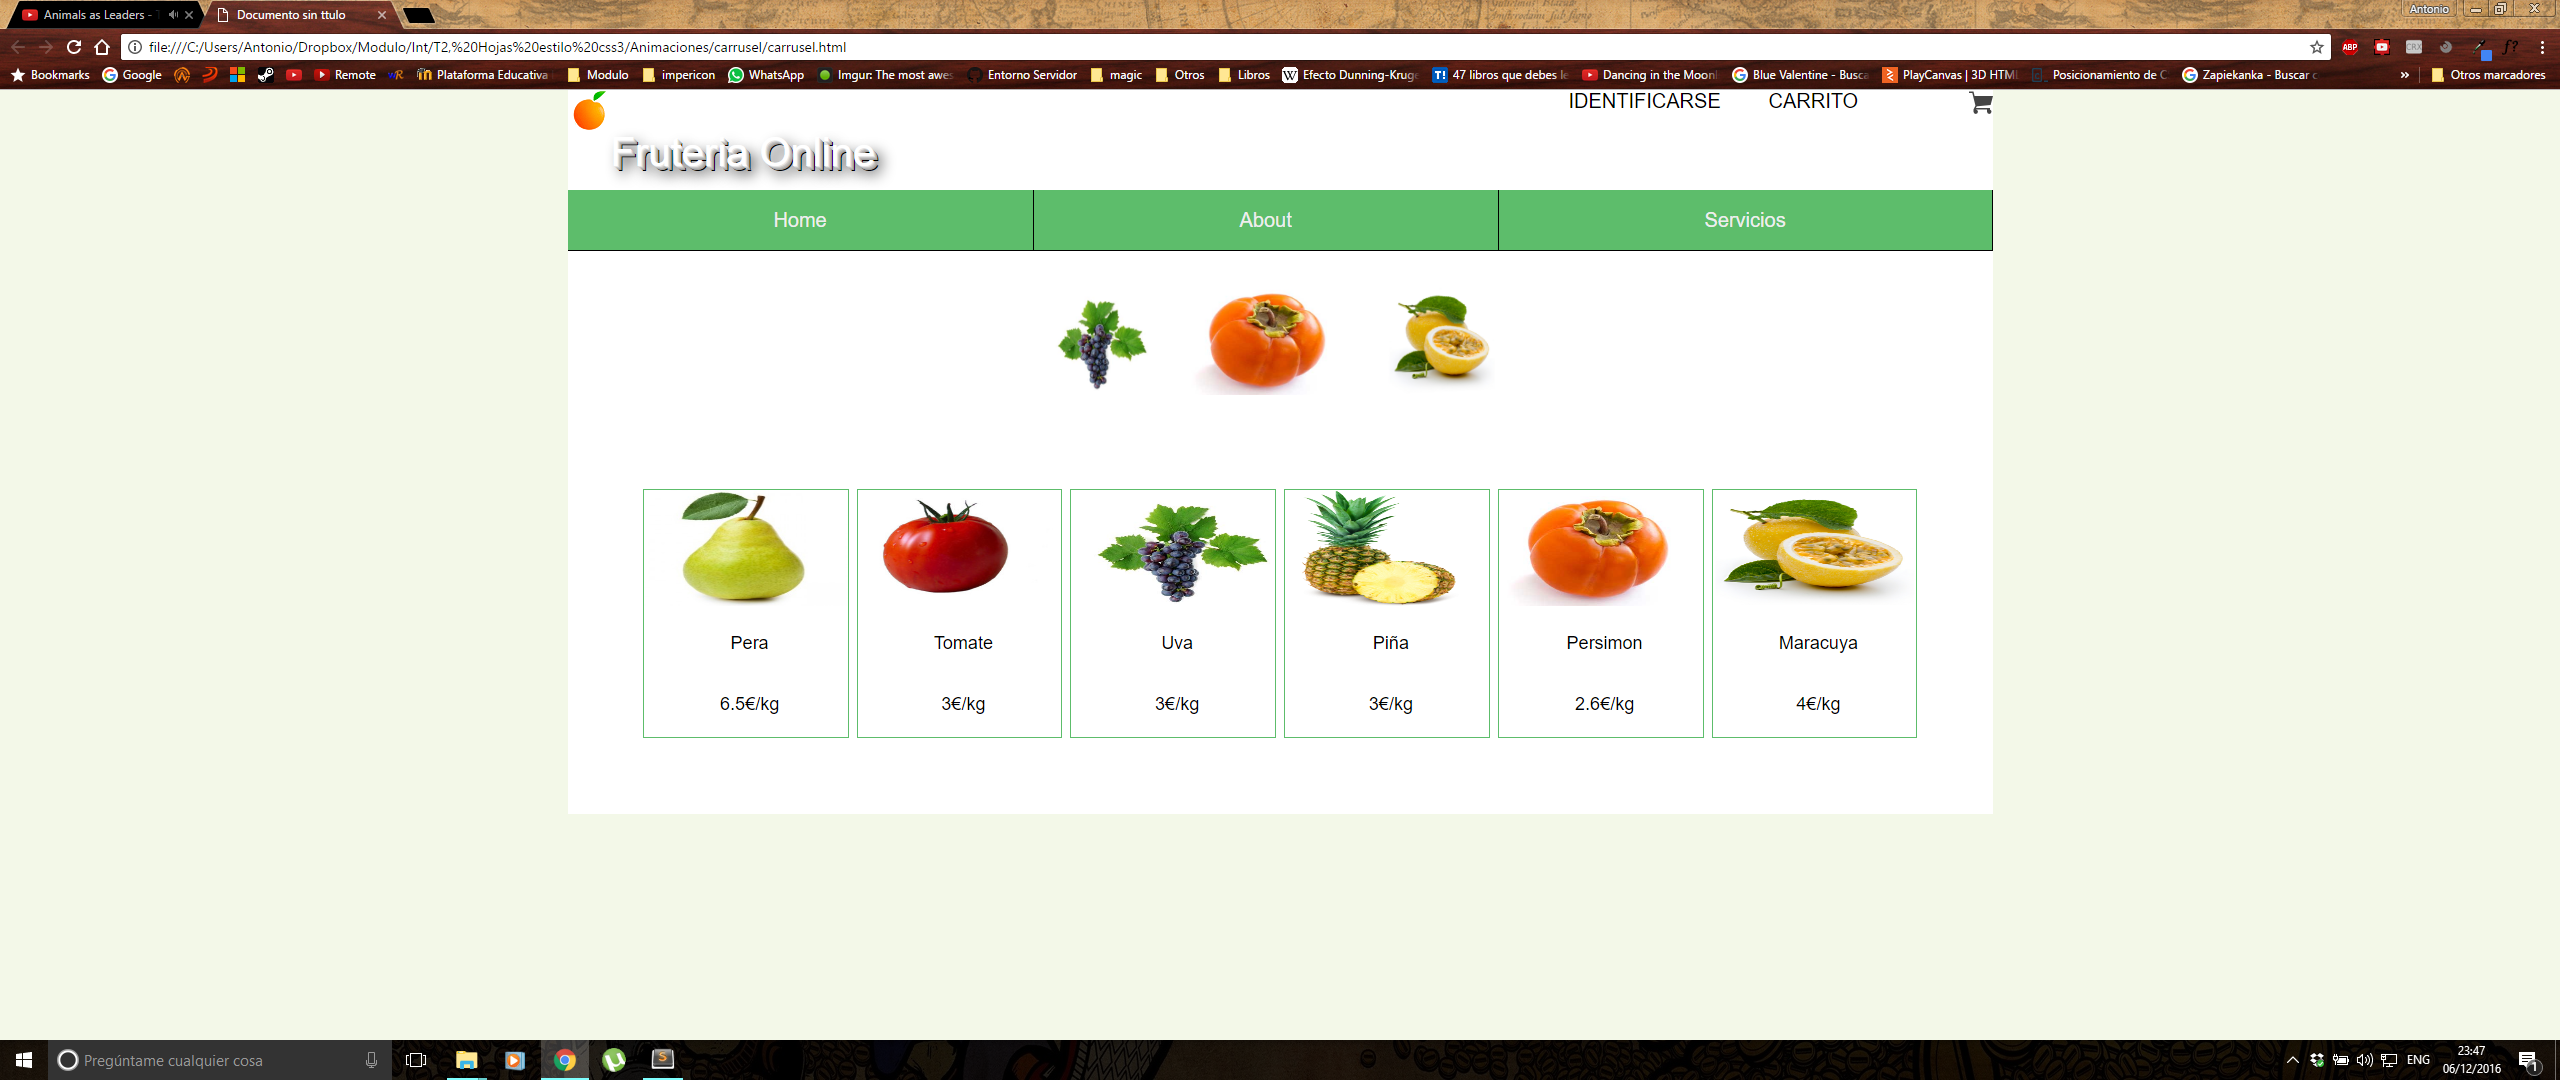 Animals as Leaders -
Documento sin ttulo
Antonio
file:///C:/Users/Antonio/Dropbox/Modulo/Int/T2,%20Hojas%20estilo%20css3/Animaciones/carrusel/carrusel.html
ABP
CRX
f?
Bookmarks Google Remote Plataforma Educativa Modulo impericon WhatsApp Imgur: The most awes Entorno Servidor magic Otros Libros Efecto Dunning-Kruge 47 libros que debes le Dancing in the Moonl Blue Valentine - Busca PlayCanvas | 3D HTML Posicionamiento de C Zapiekanka - Buscar c » Otros marcadores
IDENTIFICARSE CARRITO
Fruteria Online
Home About Servicios
Pera Tomate Uva Piña Persimon Maracuya
6.5€/kg 3€/kg 3€/kg 3€/kg 2.6€/kg 4€/kg
Pregúntame cualquier cosa
ENG
23:47
06/12/2016
1